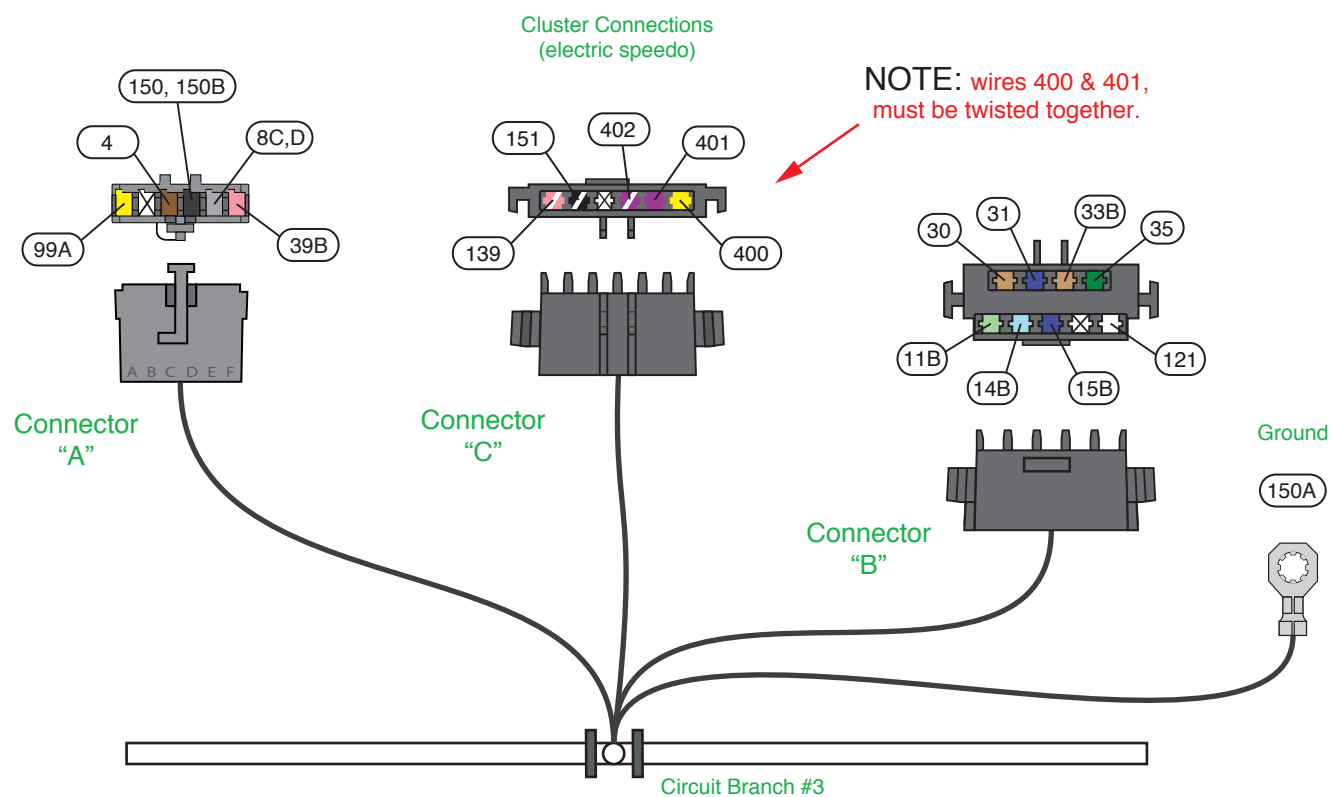 Cluster Connections
(electric speedo)
NOTE: wires 400 & 401,
must be twisted together.
150, 150B
4
8C,D
99A
39B
151
402
401
139
400
30
31
33B
35
11B
14B
15B
121
A B C D E F
Connector
“A”
Connector
“C”
Connector
“B”
Ground
150A
Circuit Branch #3